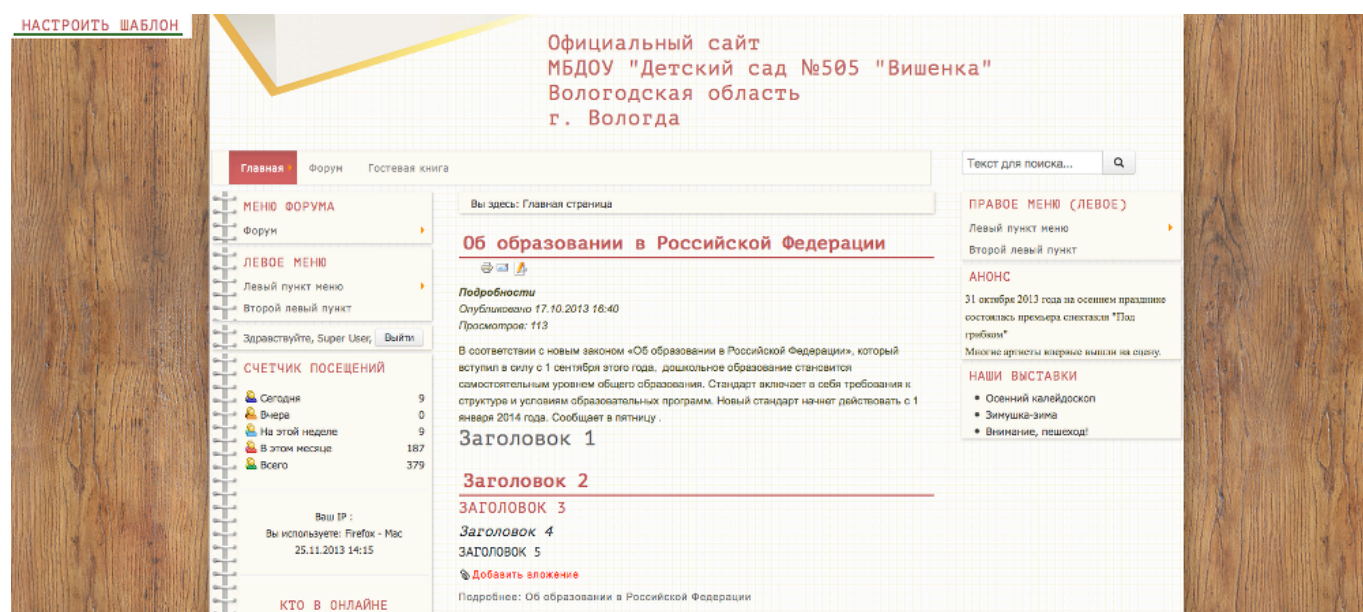 НАСТРОИТЬ ШАБЛОН
Официальный сайт
МБДОУ "Детский сад №505 "Вишенка"
Вологодская область
г. Вологда
Главная
Форум
Гостевая книга
Текст для поиска...
МЕНЮ ФОРУМА
Форум
ЛЕВОЕ МЕНЮ
Левый пункт меню
Второй левый пункт
Здравствуйте, Super User,
Выйти
СЧЕТЧИК ПОСЕЩЕНИЙ
Сегодня 9
Вчера 0
На этой неделе 9
В этом месяце 187
Всего 379
Ваш IP :
Вы используете: Firefox - Mac
25.11.2013 14:15
КТО В ОНЛАЙНЕ
Вы здесь: Главная страница
Об образовании в Российской Федерации
Подробности
Опубликовано 17.10.2013 16:40
Просмотров: 113
В соответствии с новым законом «Об образовании в Российской Федерации», который
вступил в силу с 1 сентября этого года, дошкольное образование становится
самостоятельным уровнем общего образования. Стандарт включает в себя требования к
структуре и условиям образовательных программ. Новый стандарт начнет действовать с 1
января 2014 года. Сообщает в пятницу .
Заголовок 1
Заголовок 2
ЗАГОЛОВОК 3
Заголовок 4
ЗАГОЛОВОК 5
Добавить вложение
Подробнее: Об образовании в Российской Федерации
ПРАВОЕ МЕНЮ (ЛЕВОЕ)
Левый пункт меню
Второй левый пункт
АНОНС
31 октября 2013 года на осеннем празднике
состоялась премьера спектакля "Под
грибком"
Многие артисты впервые вышли на сцену.
НАШИ ВЫСТАВКИ
Осенний калейдоскоп
Зимушка-зима
Внимание, пешеход!